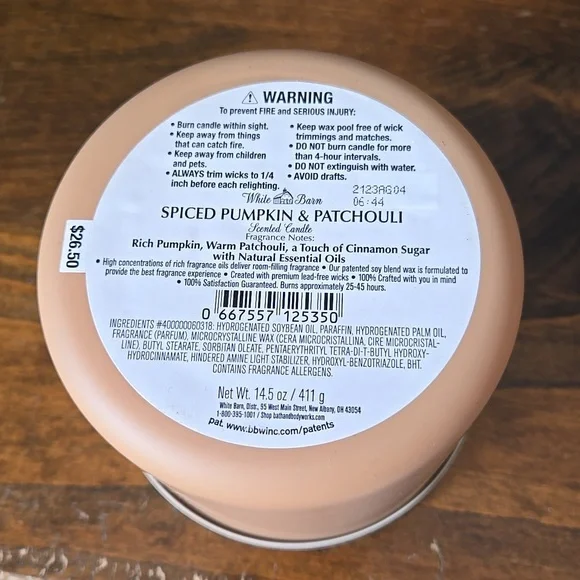 ⚠ WARNING
To prevent FIRE and SERIOUS INJURY:
• Burn candle within sight.
• Keep away from things
that can catch fire.
• Keep away from children
and pets.
• ALWAYS trim wicks to 1/4
inch before each relighting.
• Keep wax pool free of wick
trimmings and matches.
• DO NOT burn candle for more
than 4-hour intervals.
• DO NOT extinguish with water.
• AVOID drafts.
2123AG04
06:44
White Barn
SPICED PUMPKIN & PATCHOULI
Scented Candle
Fragrance Notes:
Rich Pumpkin, Warm Patchouli, a Touch of Cinnamon Sugar
with Natural Essential Oils
• High concentrations of rich fragrance oils deliver room-filling fragrance • Our patented soy blend wax is formulated to
provide the best fragrance experience • Created with premium lead-free wicks • 100% Crafted with you in mind
• 100% Satisfaction Guaranteed. Burns approximately 25-45 hours.
$26.50
0 667557 125350
INGREDIENTS #400000060318: HYDROGENATED SOYBEAN OIL, PARAFFIN, HYDROGENATED PALM OIL,
FRAGRANCE (PARFUM), MICROCRYSTALLINE WAX (CERA MICROCRISTALLINA, CIRE MICROCRISTAL-
LINE), BUTYL STEARATE, SORBITAN OLEATE, PENTAERYTHRITYL TETRA-DI-T-BUTYL HYDROXY-
HYDROCINNAMATE, HINDERED AMINE LIGHT STABILIZER, HYDROXYL-BENZOTRIAZOLE, BHT.
CONTAINS FRAGRANCE ALLERGENS.
Net Wt. 14.5 oz / 411 g
White Barn, Distr., 95 West Main Street, New Albany, OH 43054
1-800-395-1001 / Shop bathandbodyworks.com
pat. www.bbwinc.com/patents